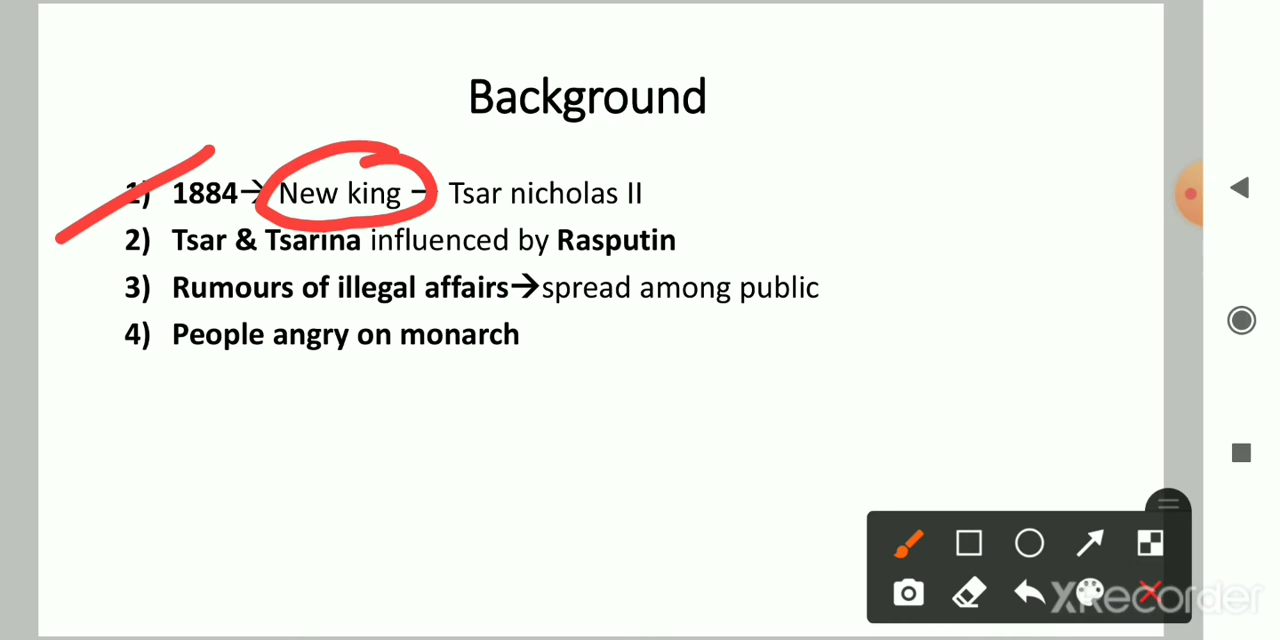 Background
1) 1884→ New king – Tsar nicholas II
2) Tsar & Tsarina influenced by Rasputin
3) Rumours of illegal affairs→spread among public
4) People angry on monarch
XRecorder